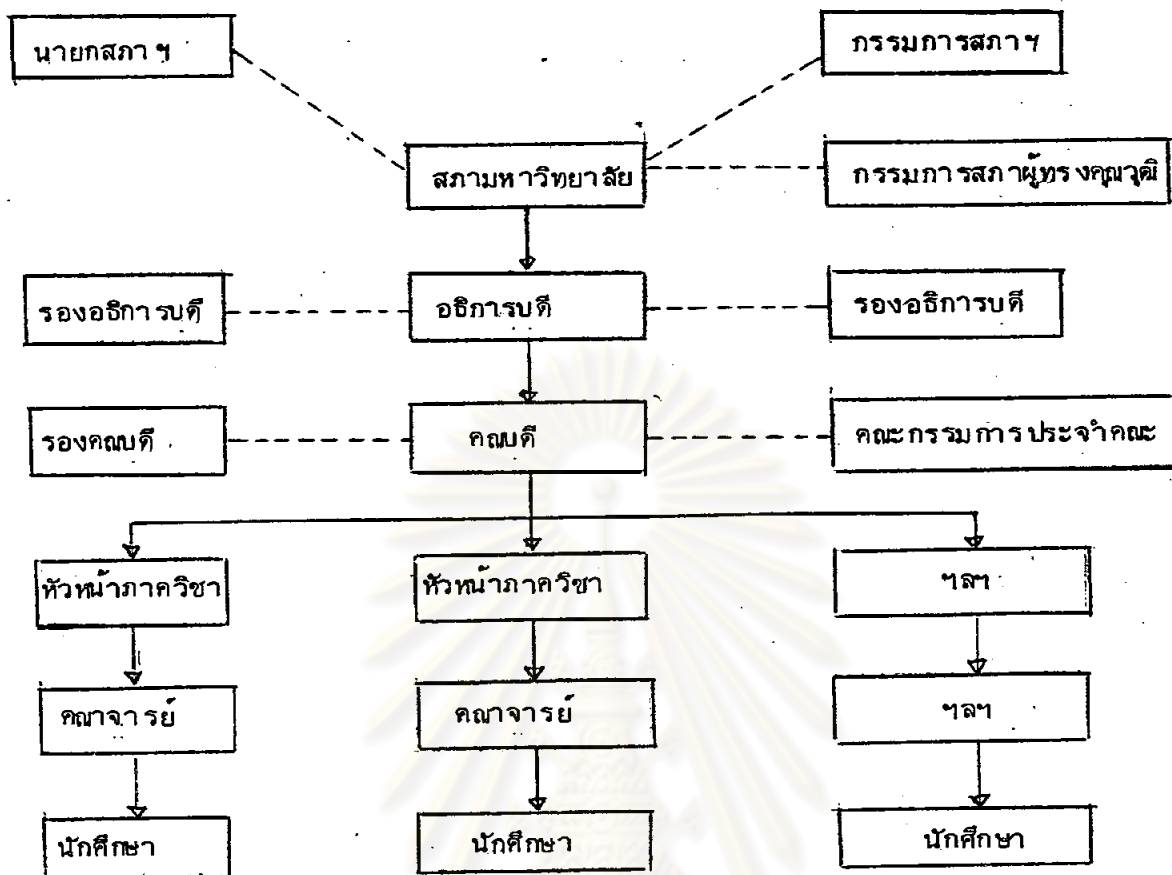 นายกสภา ฯ
กรรมการสภา ฯ
สภามหาวิทยาลัย
กรรมการสภาผู้ทรงคุณวุฒิ
รองอธิการบดี
อธิการบดี
รองอธิการบดี
รองคณบดี
คณบดี
คณะกรรมการประจำคณะ
หัวหน้าภาควิชา
หัวหน้าภาควิชา
ฯลฯ
คณาจารย์
คณาจารย์
ฯลฯ
นักศึกษา
นักศึกษา
นักศึกษา